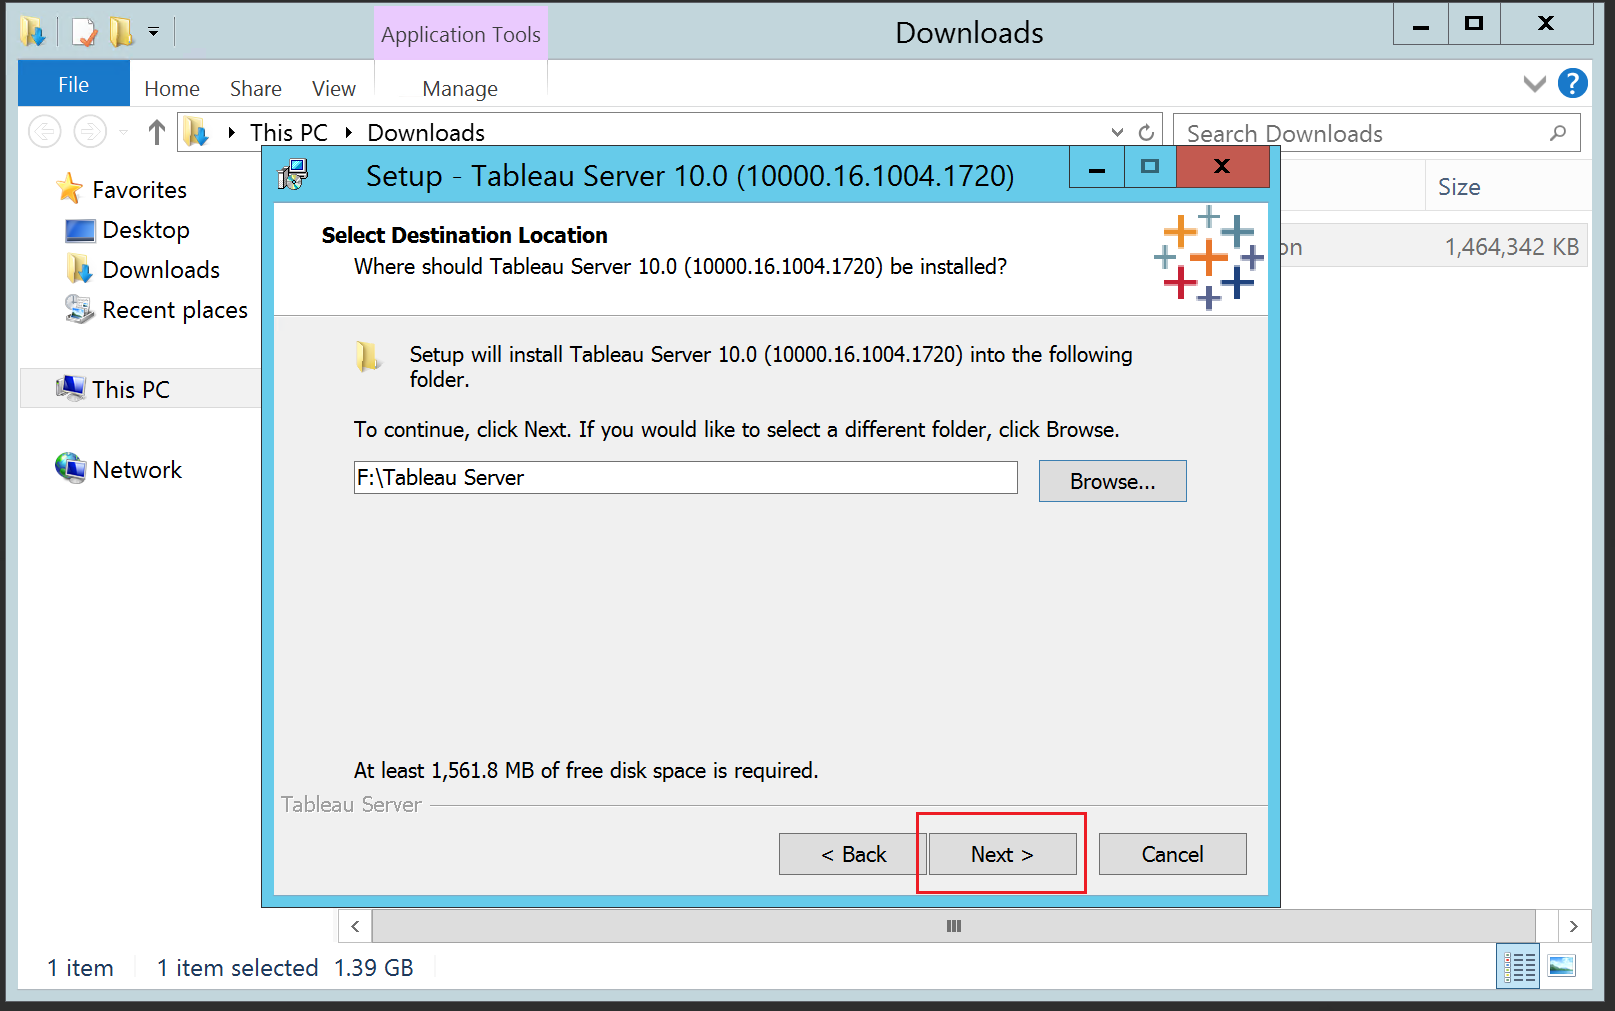 Application Tools
Downloads
File
Home
Share
View
Manage
?
This PC
Downloads
Search Downloads
Favorites
Desktop
Downloads
Recent places
This PC
Network
Size
on
1,464,342 KB
Setup - Tableau Server 10.0 (10000.16.1004.1720)
Select Destination Location
Where should Tableau Server 10.0 (10000.16.1004.1720) be installed?
Setup will install Tableau Server 10.0 (10000.16.1004.1720) into the following
folder.
To continue, click Next. If you would like to select a different folder, click Browse.
F:\Tableau Server
Browse...
At least 1,561.8 MB of free disk space is required.
Tableau Server
< Back
Next >
Cancel
1 item
1 item selected 1.39 GB